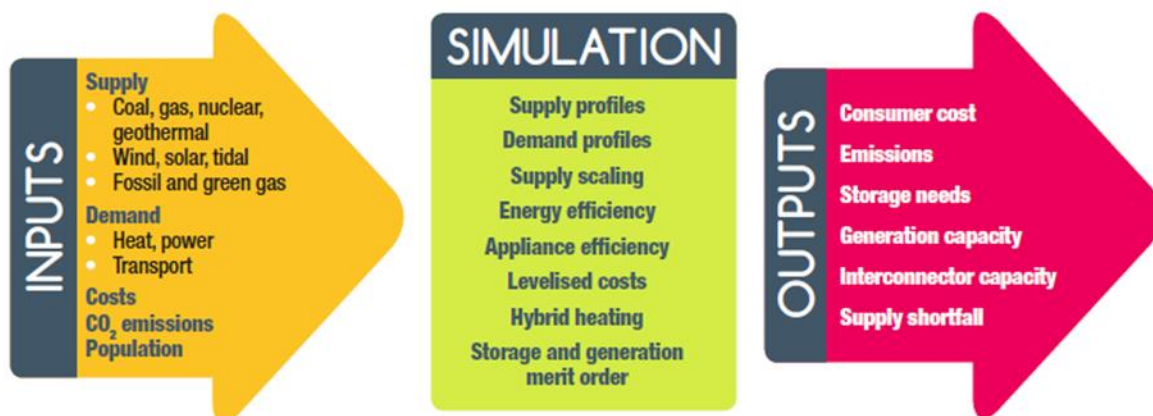 INPUTS
Supply
• Coal, gas, nuclear,
geothermal
• Wind, solar, tidal
• Fossil and green gas
Demand
• Heat, power
• Transport
Costs
CO₂ emissions
Population
SIMULATION
Supply profiles
Demand profiles
Supply scaling
Energy efficiency
Appliance efficiency
Levelised costs
Hybrid heating
Storage and generation
merit order
OUTPUTS
Consumer cost
Emissions
Storage needs
Generation capacity
Interconnector capacity
Supply shortfall